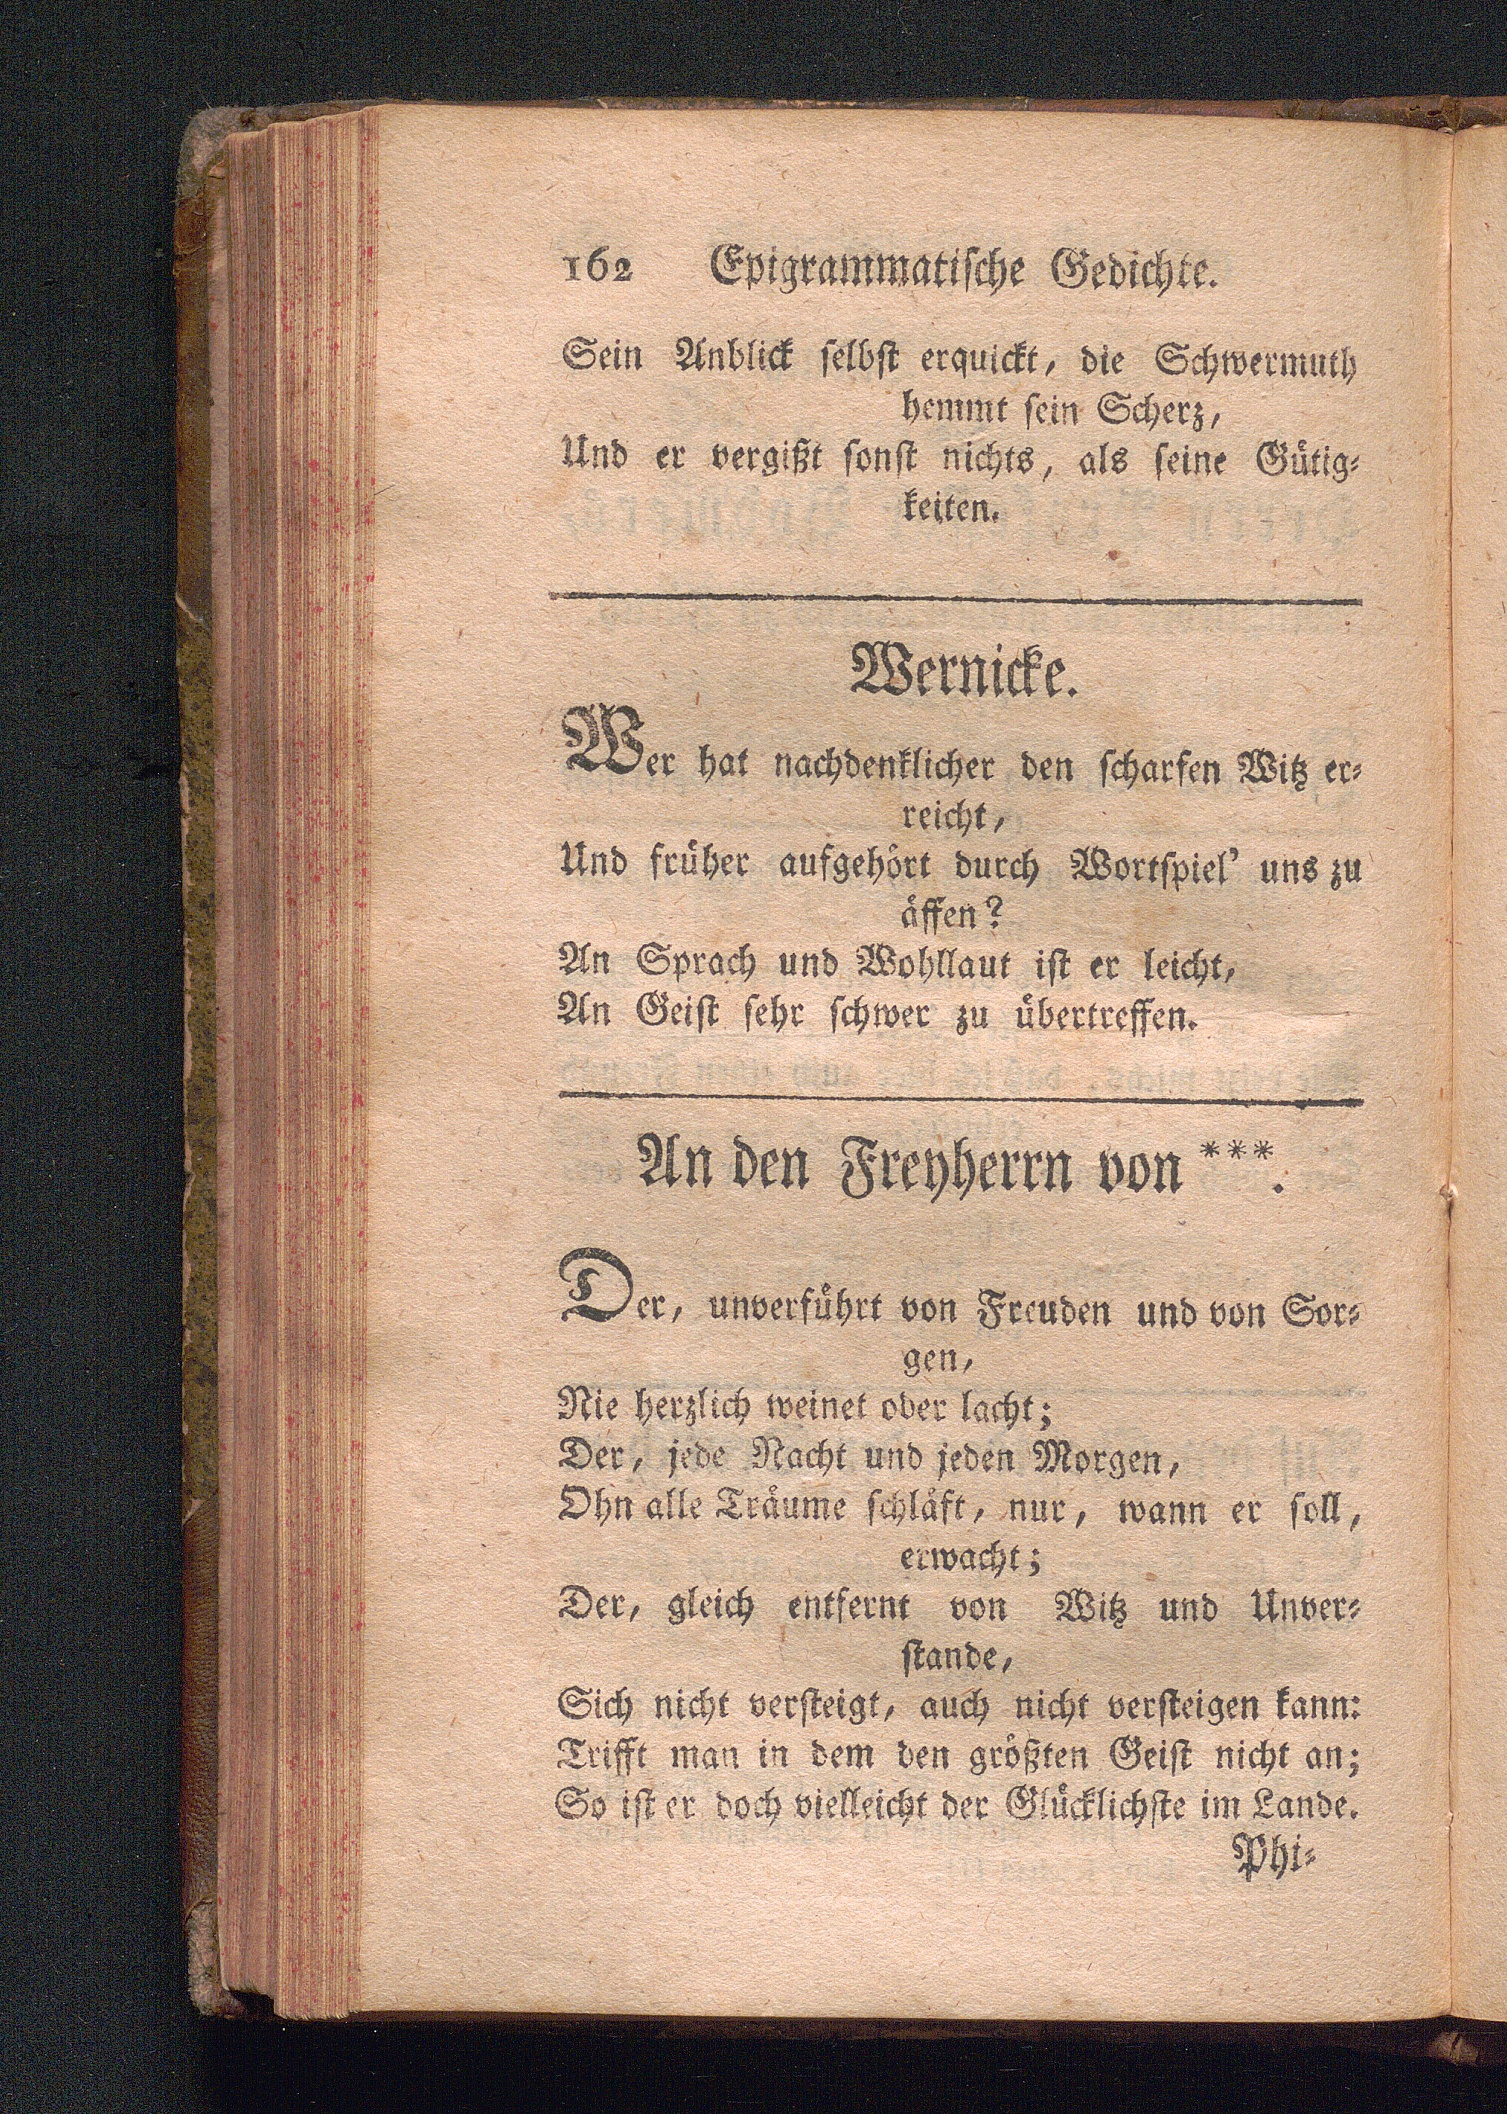 162 Epigrammatiſche Gedichte.
Sein Anblick ſelbſt erquickt, die Schwermuth
hemmt ſein Scherz,
Und er vergißt ſonſt nichts, als ſeine Gütig⸗
keiten.
Wernicke.
Wer hat nachdenklicher den ſcharfen Witz er⸗
reicht,
Und früher aufgehört durch Wortſpiel’ uns zu
äffen?
An Sprach und Wohllaut iſt er leicht,
An Geiſt ſehr ſchwer zu übertreffen.
An den Freyherrn von ***.
Der, unverführt von Freuden und von Sor⸗
gen,
Nie herzlich weinet oder lacht;
Der, jede Nacht und jeden Morgen,
Ohn alle Träume ſchläft, nur, wann er ſoll,
erwacht;
Der, gleich entfernt von Witz und Unver⸗
ſtande,
Sich nicht verſteigt, auch nicht verſteigen kann:
Trifft man in dem den größten Geiſt nicht an;
So iſt er doch vielleicht der Glücklichſte im Lande.
Phi⸗